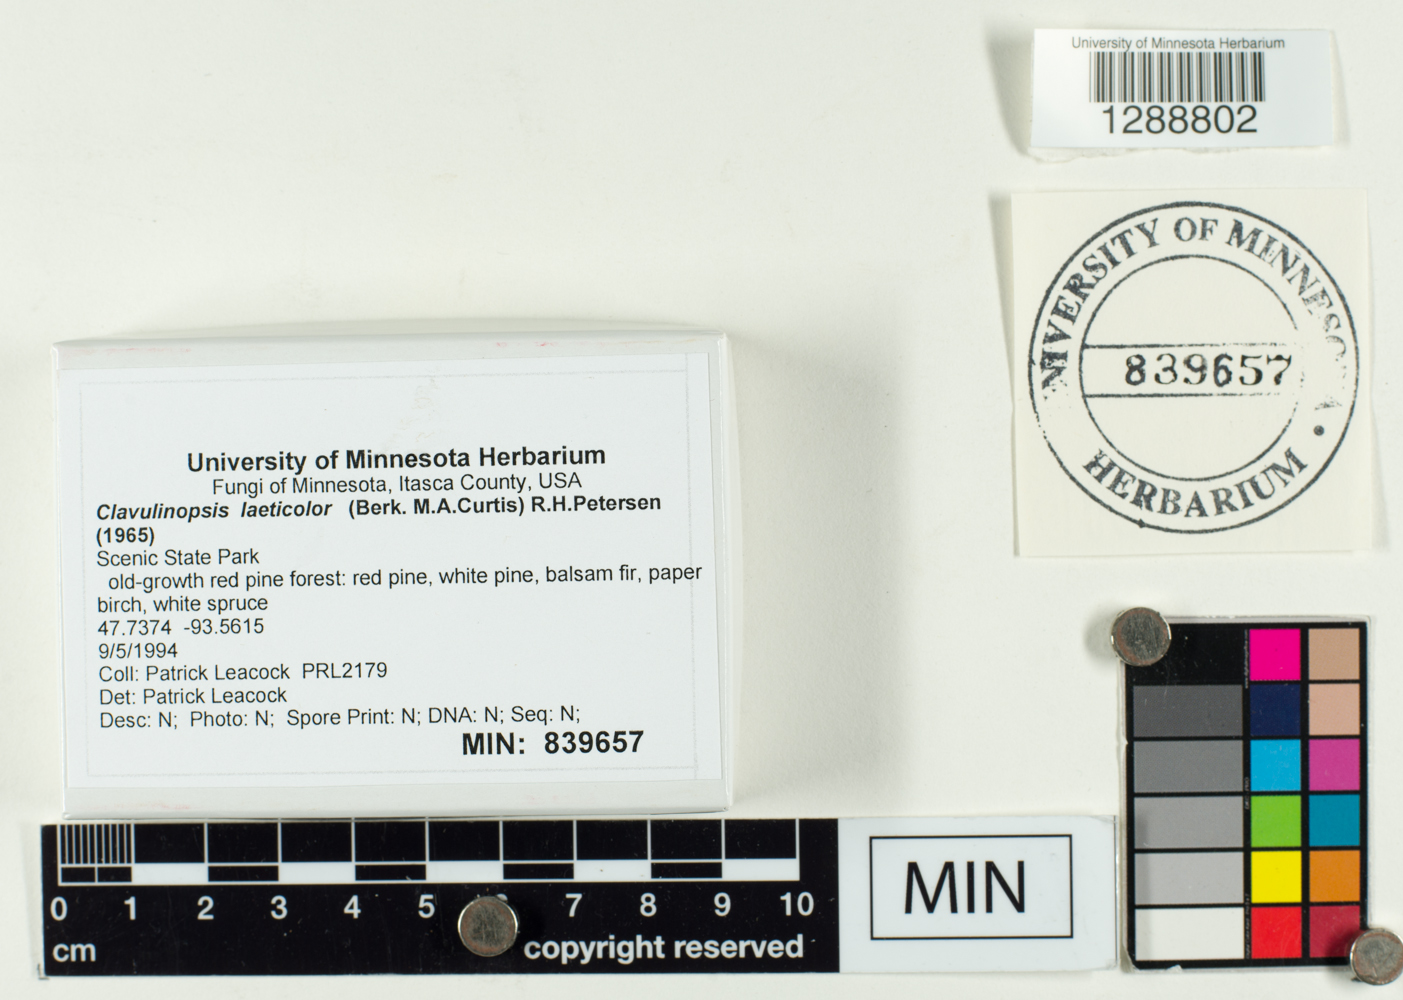 University of Minnesota Herbarium
1288802
UNIVERSITY OF MINNESOTA •
839657
HERBARIUM
University of Minnesota Herbarium
Fungi of Minnesota, Itasca County, USA
Clavulinopsis laeticolor (Berk. M.A.Curtis) R.H.Petersen
(1965)
Scenic State Park
old-growth red pine forest: red pine, white pine, balsam fir, paper
birch, white spruce
47.7374 -93.5615
9/5/1994
Coll: Patrick Leacock PRL2179
Det: Patrick Leacock
Desc: N; Photo: N; Spore Print: N; DNA: N; Seq: N;
MIN: 839657
0 1 2 3 4 5 7 8 9 10
cm copyright reserved
MIN